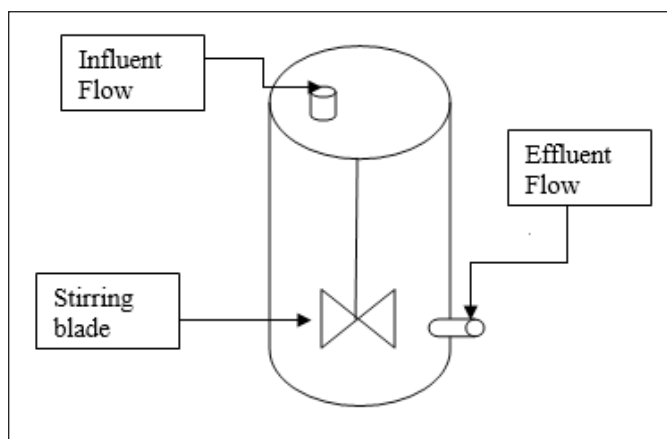 Influent
Flow
Effluent
Flow
Stirring
blade